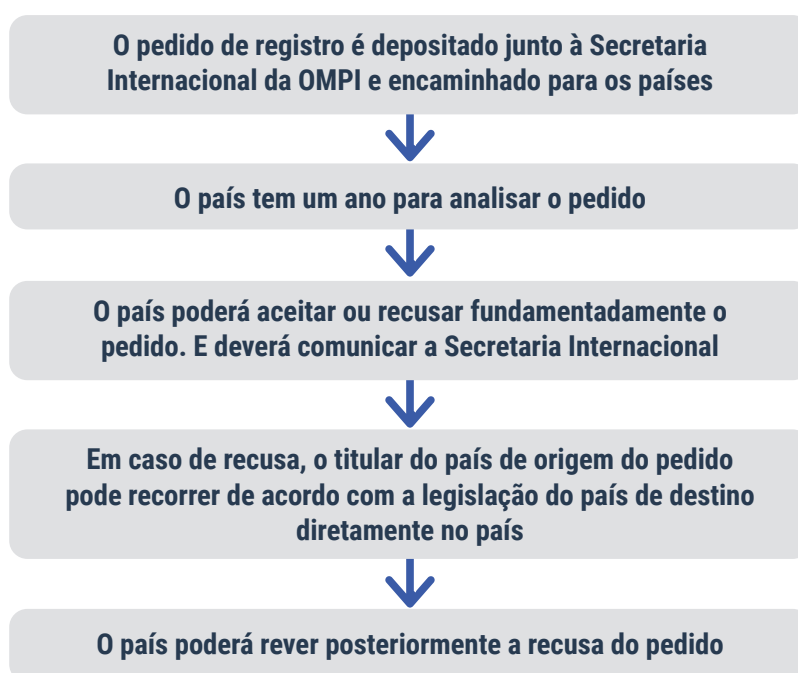 O pedido de registro é depositado junto à Secretaria
Internacional da OMPI e encaminhado para os países
O país tem um ano para analisar o pedido
O país poderá aceitar ou recusar fundamentadamente o
pedido. E deverá comunicar a Secretaria Internacional
Em caso de recusa, o titular do país de origem do pedido
pode recorrer de acordo com a legislação do país de destino
diretamente no país
O país poderá rever posteriormente a recusa do pedido